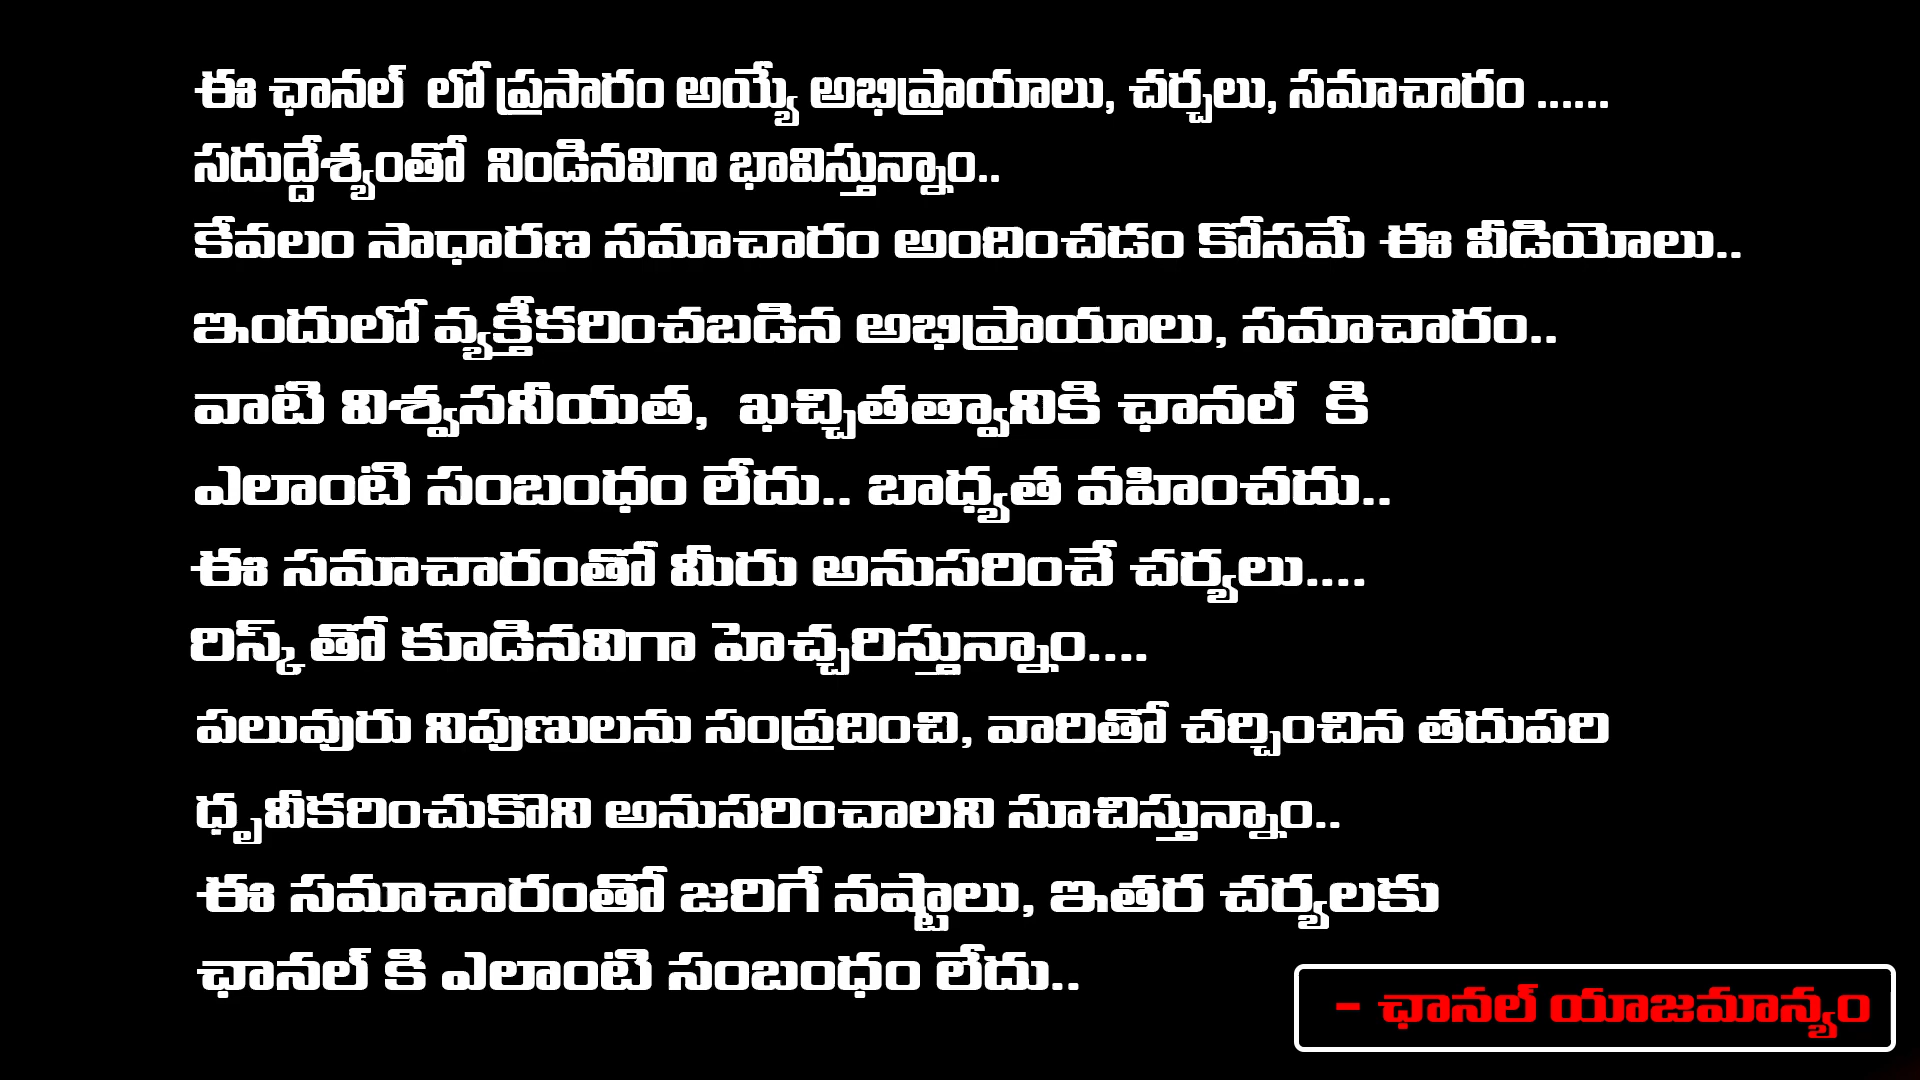 ఈ ఛానల్ లో ప్రసారం అయ్యే అభిప్రాయాలు, చర్చలు, సమాచారం ......
సదుద్దేశ్యంతో నిండినవిగా భావిస్తున్నాం..
కేవలం సాధారణ సమాచారం అందించడం కోసమే ఈ వీడియోలు..
ఇందులో వ్యక్తీకరించబడిన అభిప్రాయాలు, సమాచారం..
వాటి విశ్వసనీయత, ఖచ్చితత్వానికి ఛానల్ కి
ఎలాంటి సంబంధం లేదు.. బాధ్యత వహించదు..
ఈ సమాచారంతో మీరు అనుసరించే చర్యలు....
రిస్క్ తో కూడినవిగా హెచ్చరిస్తున్నాం....
పలువురు నిపుణులను సంప్రదించి, వారితో చర్చించిన తదుపరి
ధృవీకరించుకొని అనుసరించాలని సూచిస్తున్నాం..
ఈ సమాచారంతో జరిగే నష్టాలు, ఇతర చర్యలకు
ఛానల్ కి ఎలాంటి సంబంధం లేదు..
- ఛానల్ యాజమాన్యం